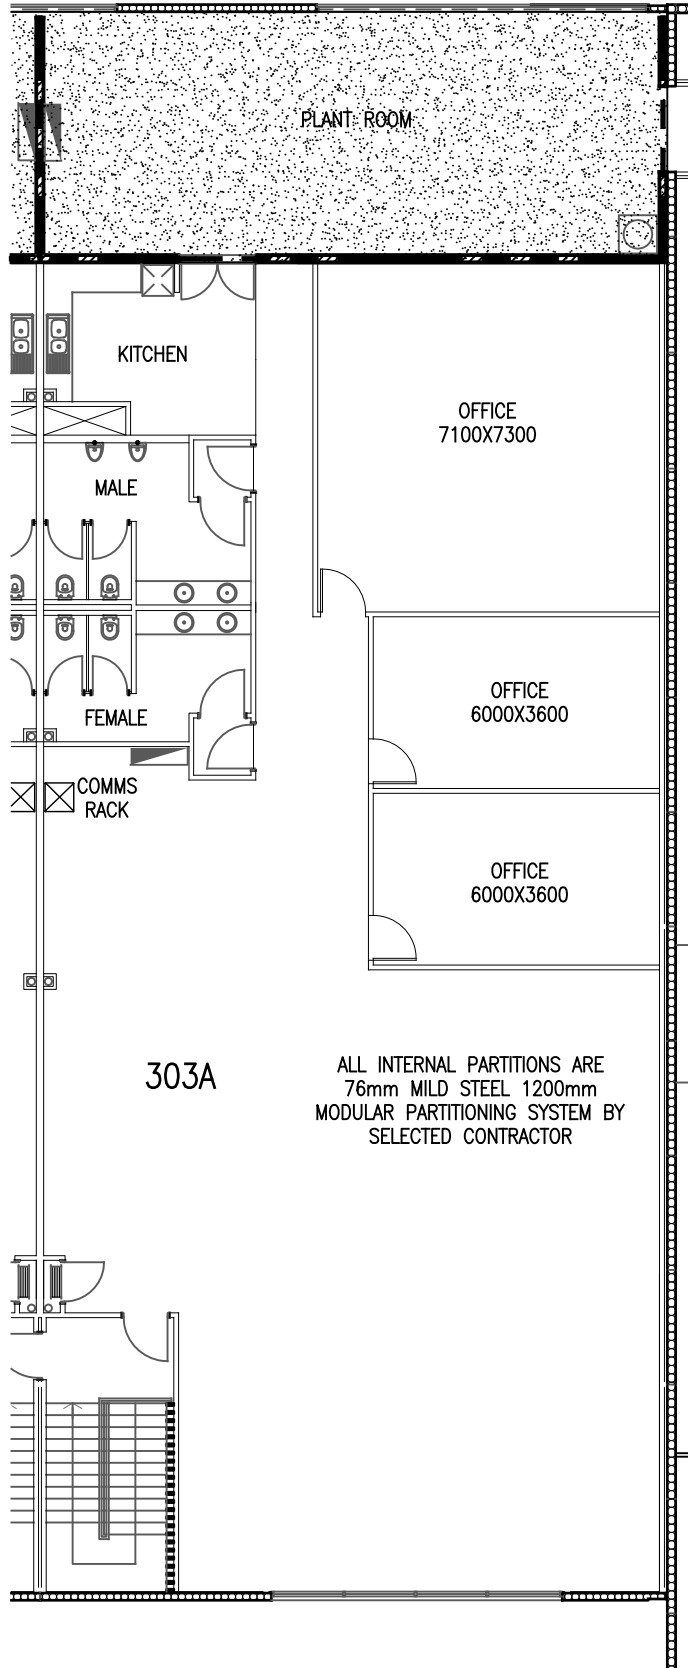 PLANT ROOM
KITCHEN
OFFICE
7100X7300
MALE
OFFICE
6000X3600
FEMALE
COMMS
RACK
OFFICE
6000X3600
303A
ALL INTERNAL PARTITIONS ARE
76mm MILD STEEL 1200mm
MODULAR PARTITIONING SYSTEM BY
SELECTED CONTRACTOR